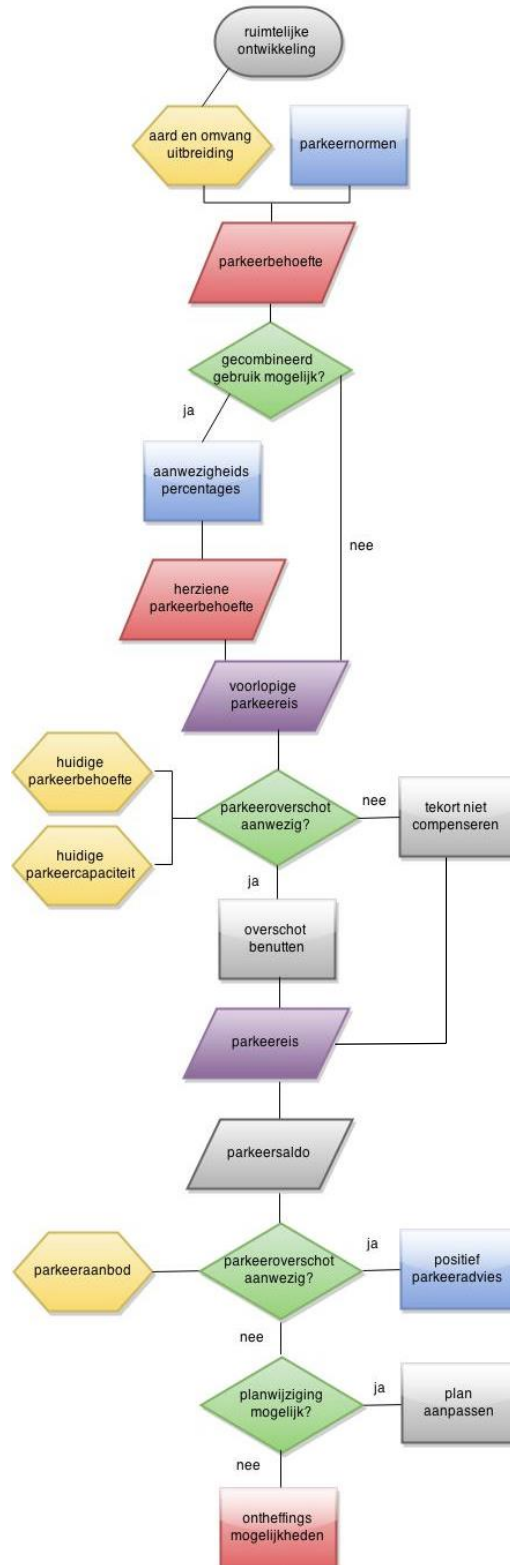 ruimtelijke
ontwikkeling
aard en omvang
uitbreiding
parkeernormen
parkeerbehoefte
gecombineerd
gebruik mogelijk?
ja
aanwezigheids
percentages
nee
herziene
parkeerbehoefte
voorlopige
parkeereis
huidige
parkeerbehoefte
parkeeroverschot
aanwezig?
nee
tekort niet
compenseren
huidige
parkeercapaciteit
ja
overschot
benutten
parkeereis
parkeersaldo
parkeeraanbod
parkeeroverschot
aanwezig?
ja
positief
parkeeradvies
nee
planwijziging
mogelijk?
ja
plan
aanpassen
nee
ontheffings
mogelijkheden